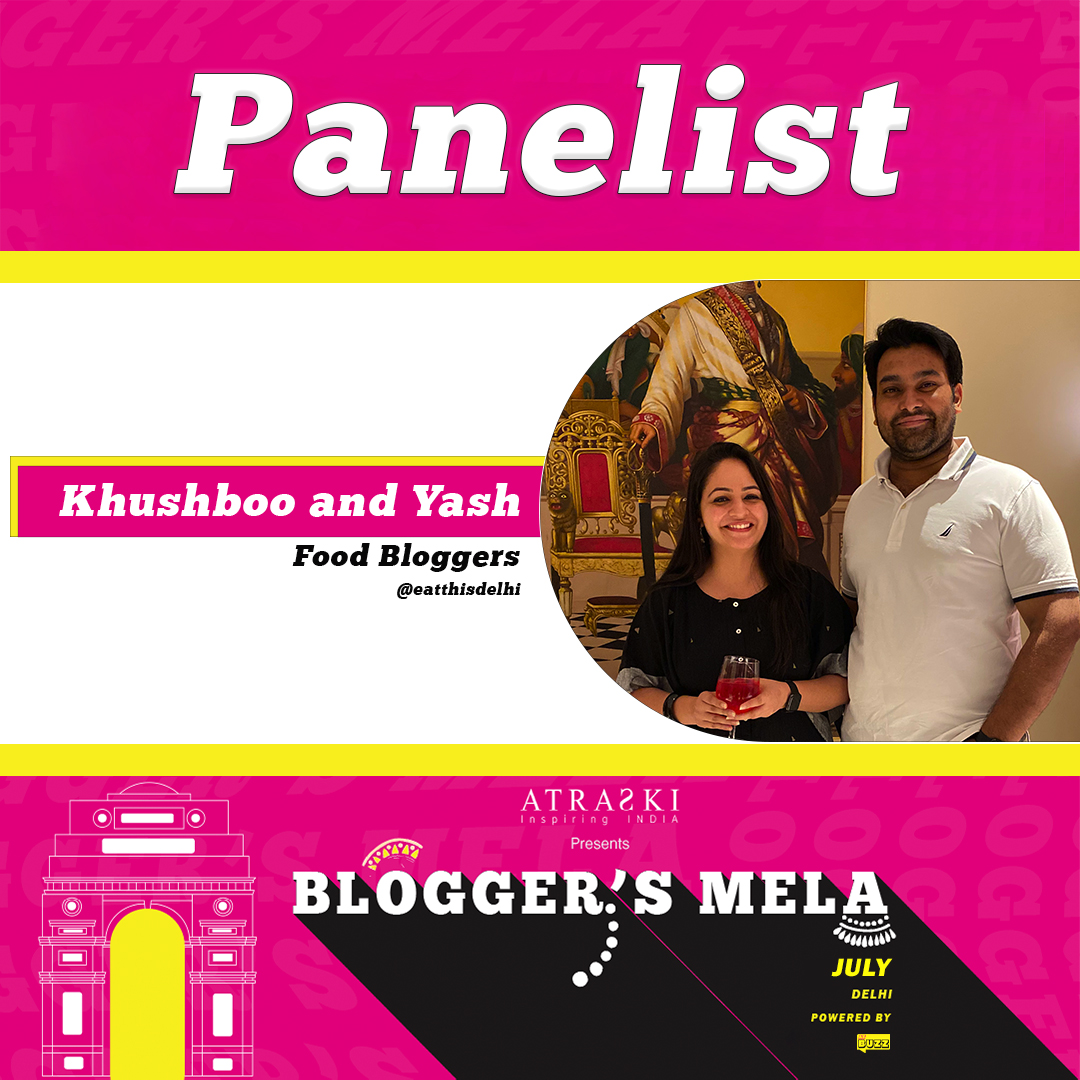 Panelist
Khushboo and Yash
Food Bloggers
@eatthisdelhi
ATRASKI
Inspiring INDIA
Presents
BLOGGER'S MELA
JULY
DELHI
POWERED BY
BUZZ